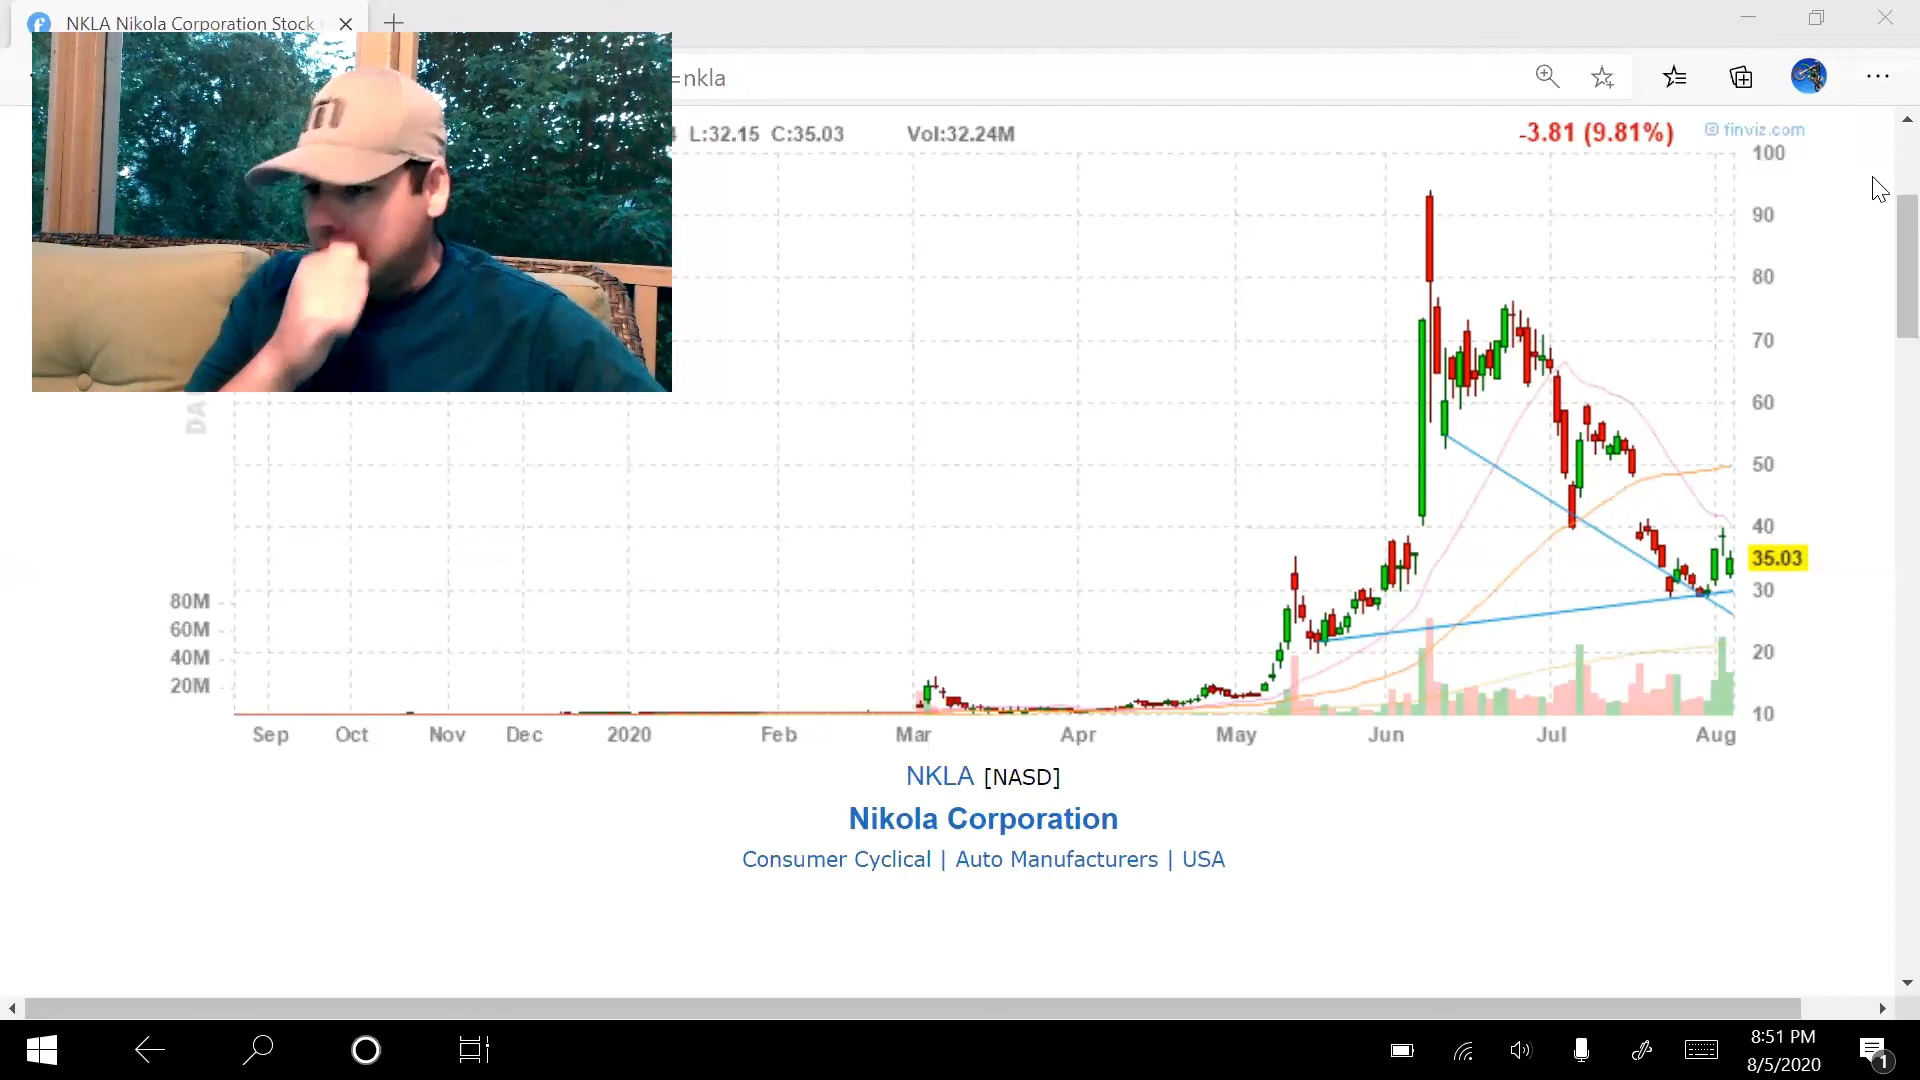 NKLA Nikola Corporation Stock
=nkla
L:32.15 C:35.03 Vol:32.24M -3.81 (9.81%) finviz.com
100
90
80
70
60
50
40
35.03
30
20
10
80M
60M
40M
20M
Sep Oct Nov Dec 2020 Feb Mar Apr May Jun Jul Aug
NKLA [NASD]
Nikola Corporation
Consumer Cyclical | Auto Manufacturers | USA
8:51 PM
8/5/2020
1